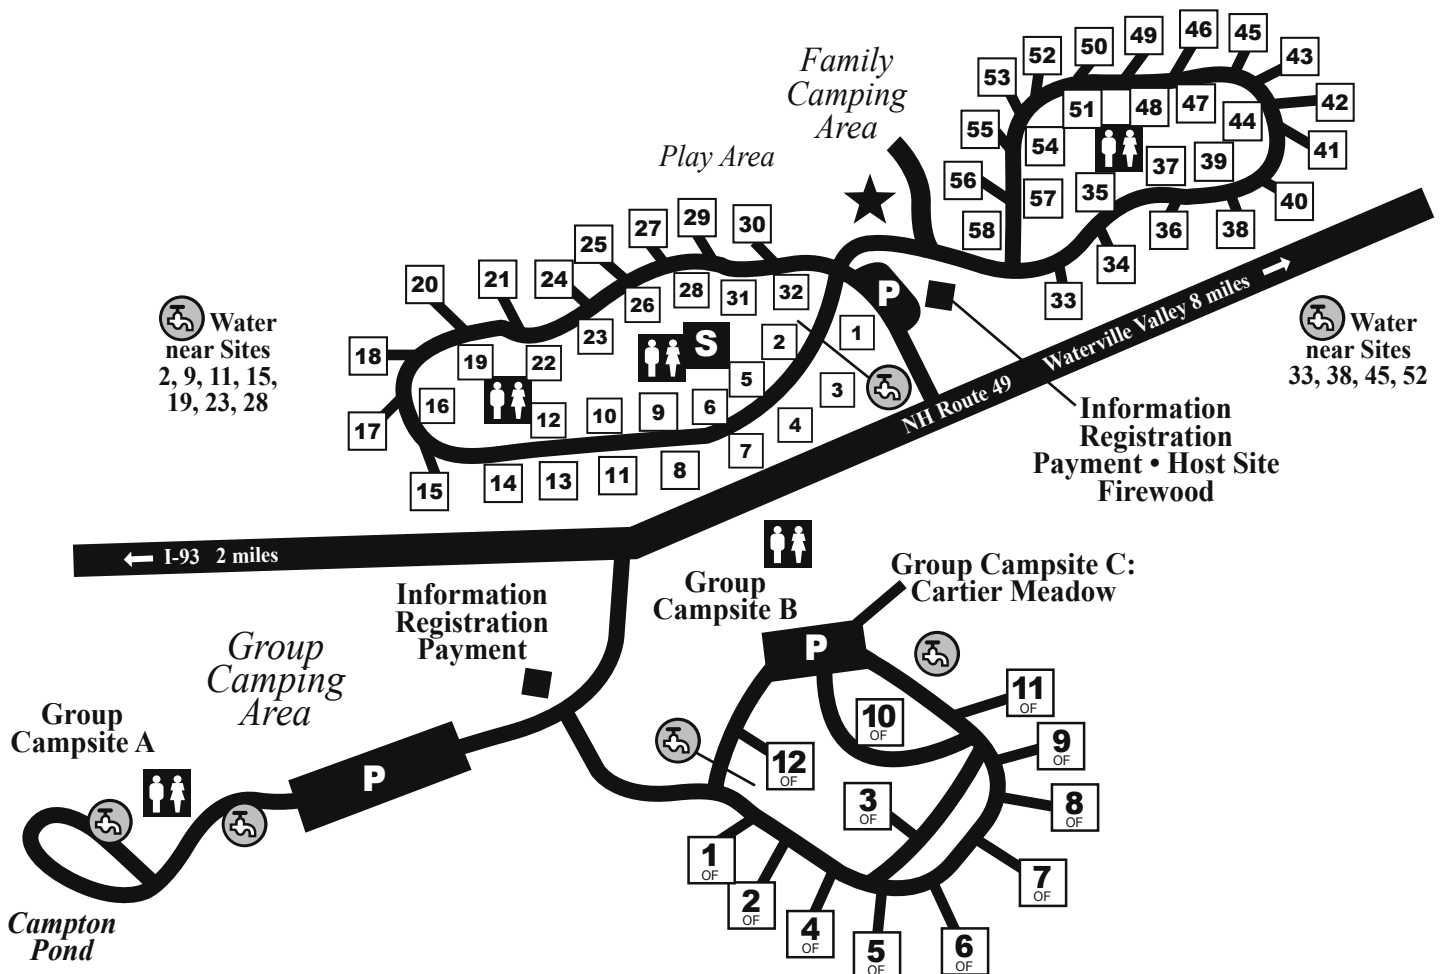 Family
Camping
Area
Play Area
Water
near Sites
2, 9, 11, 15,
19, 23, 28
Water
near Sites
33, 38, 45, 52
20
21
24
25
27
29
30
18
17
15
19
22
23
26
28
31
32
16
12
10
9
6
5
2
S
14
13
11
8
7
4
3
1
P
52
50
49
46
45
43
53
42
55
51
48
47
44
41
54
37
39
56
57
35
40
58
36
38
34
33
NH Route 49
Waterville Valley 8 miles →
Information
Registration
Payment • Host Site
Firewood
← I-93 2 miles
Information
Registration
Payment
Group
Camping
Area
Group
Campsite A
P
Campton
Pond
Group
Campsite B
Group Campsite C:
Cartier Meadow
P
11
OF
10
OF
9
OF
12
OF
3
OF
8
OF
1
OF
7
OF
2
OF
4
OF
5
OF
6
OF